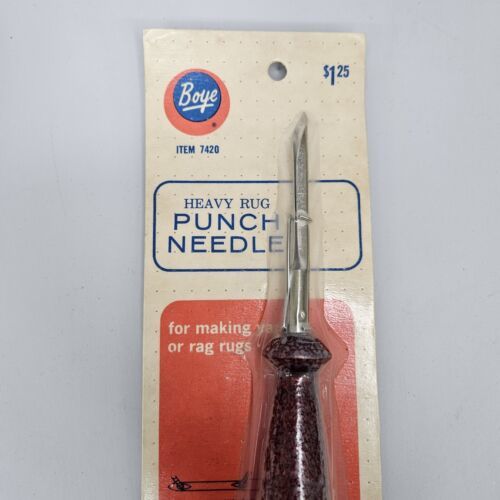 $1.25
Boye
ITEM 7420
HEAVY RUG
PUNCH
NEEDLE
for making
or rag rugs